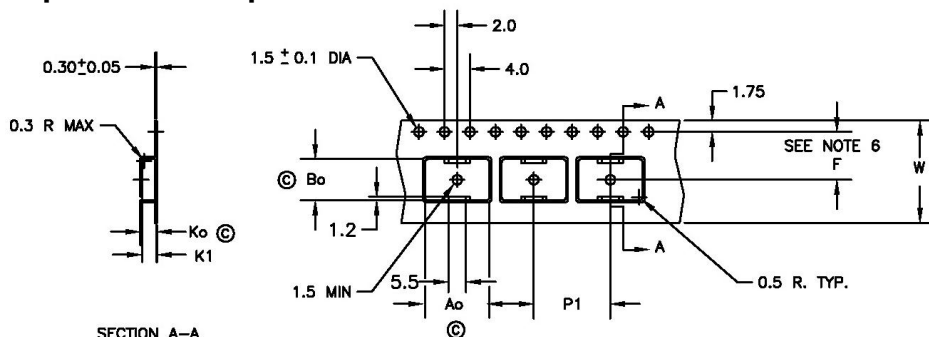 2.0
1.5 ± 0.1 DIA
4.0
0.30±0.05
A
1.75
0.3 R MAX
SEE NOTE 6
F
W
Ⓒ Bo
1.2
Ko Ⓒ
K1
A
5.5
1.5 MIN
Ao
P1
0.5 R. TYP.
Ⓒ
SECTION A-A